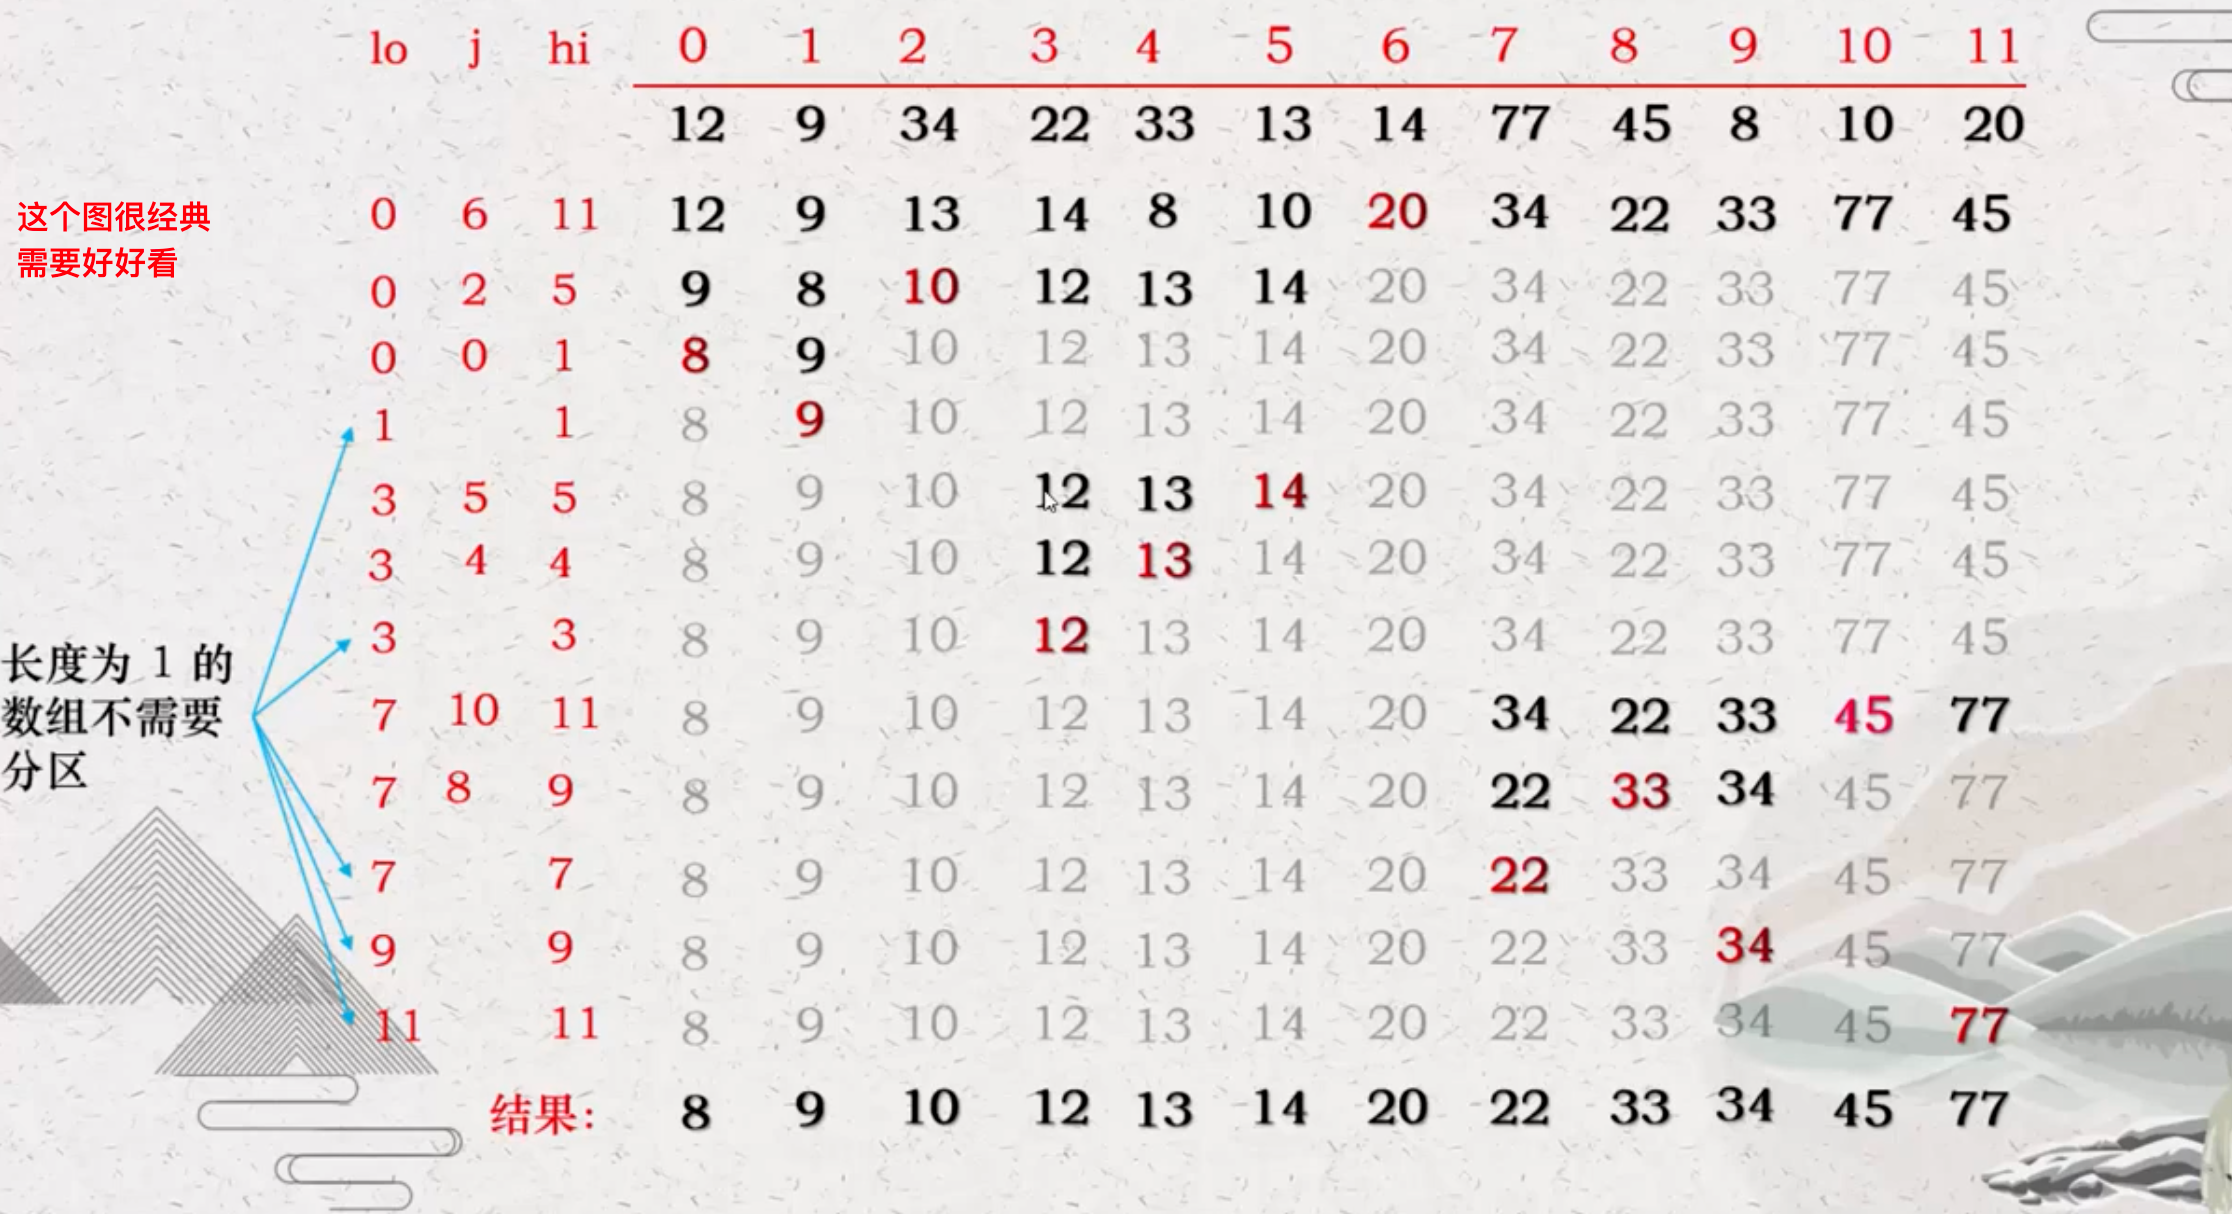 lo j hi 0 1 2 3 4 5 6 7 8 9 10 11
12 9 34 22 33 13 14 77 45 8 10 20
这个图很经典
需要好好看
0 6 11 12 9 13 14 8 10 20 34 22 33 77 45
0 2 5 9 8 10 12 13 14 20 34 22 33 77 45
0 0 1 8 9 10 12 13 14 20 34 22 33 77 45
1 1 8 9 10 12 13 14 20 34 22 33 77 45
3 5 5 8 9 10 12 13 14 20 34 22 33 77 45
3 4 4 8 9 10 12 13 14 20 34 22 33 77 45
3 3 8 9 10 12 13 14 20 34 22 33 77 45
长度为 1 的
数组不需要
分区
7 10 11 8 9 10 12 13 14 20 34 22 33 45 77
7 8 9 8 9 10 12 13 14 20 22 33 34 45 77
7 7 8 9 10 12 13 14 20 22 33 34 45 77
9 9 8 9 10 12 13 14 20 22 33 34 45 77
11 11 8 9 10 12 13 14 20 22 33 34 45 77
结果: 8 9 10 12 13 14 20 22 33 34 45 77